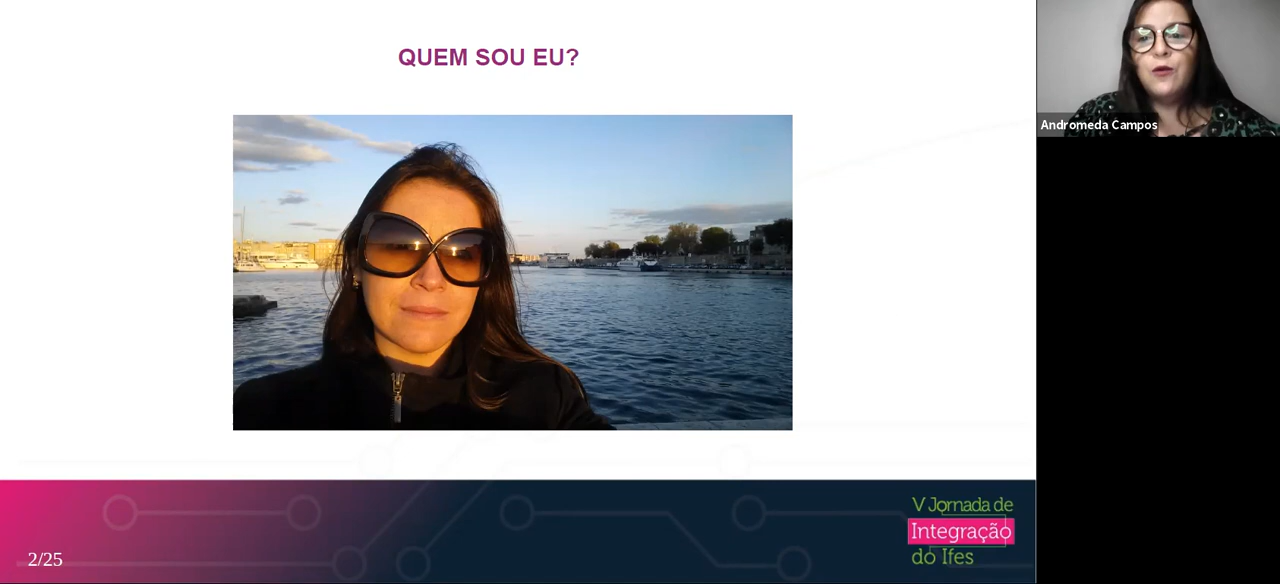 QUEM SOU EU?
Andromeda Campos
V Jornada de
Integração
do Ifes
2/25